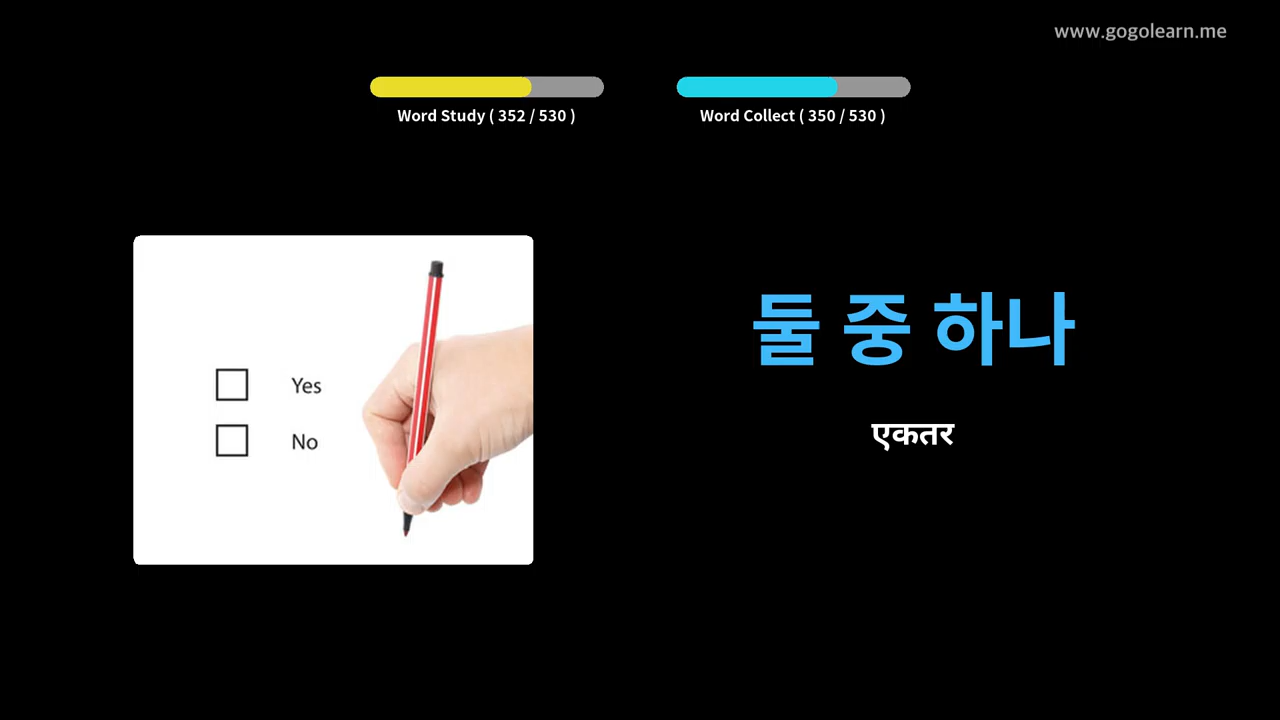 www.gogolearn.me
Word Study ( 352 / 530 )
Word Collect ( 350 / 530 )
Yes
No
둘 중 하나
एकतर